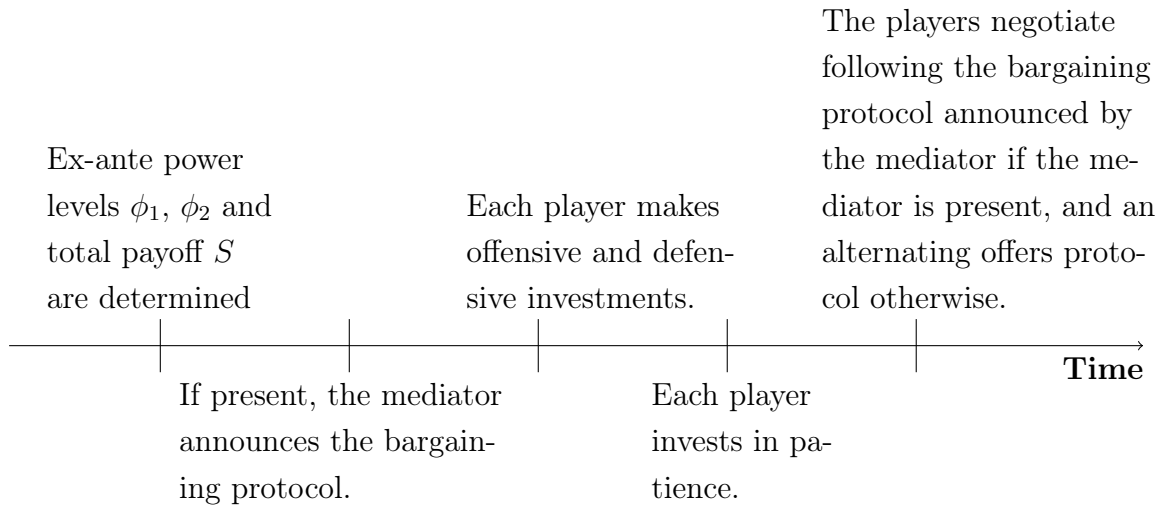 Ex-ante power
levels ϕ₁, ϕ₂ and
total payoff S
are determined
If present, the mediator
announces the bargain-
ing protocol.
Each player makes
offensive and defen-
sive investments.
Each player
invests in pa-
tience.
The players negotiate
following the bargaining
protocol announced by
the mediator if the me-
diator is present, and an
alternating offers proto-
col otherwise.
Time